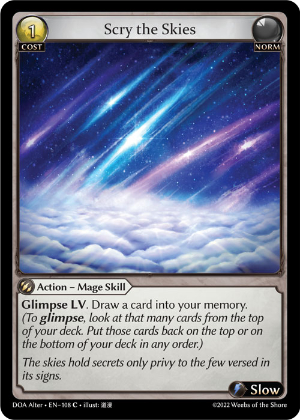 1
COST
Scry the Skies
NORM
Action – Mage Skill
Glimpse LV. Draw a card into your memory.
(To glimpse, look at that many cards from the top
of your deck. Put those cards back on the top or on
the bottom of your deck in any order.)
The skies hold secrets only privy to the few versed in
its signs.
Slow
DOA Alter • EN-108 C • illust: 
©2022 Weebs of the Shore